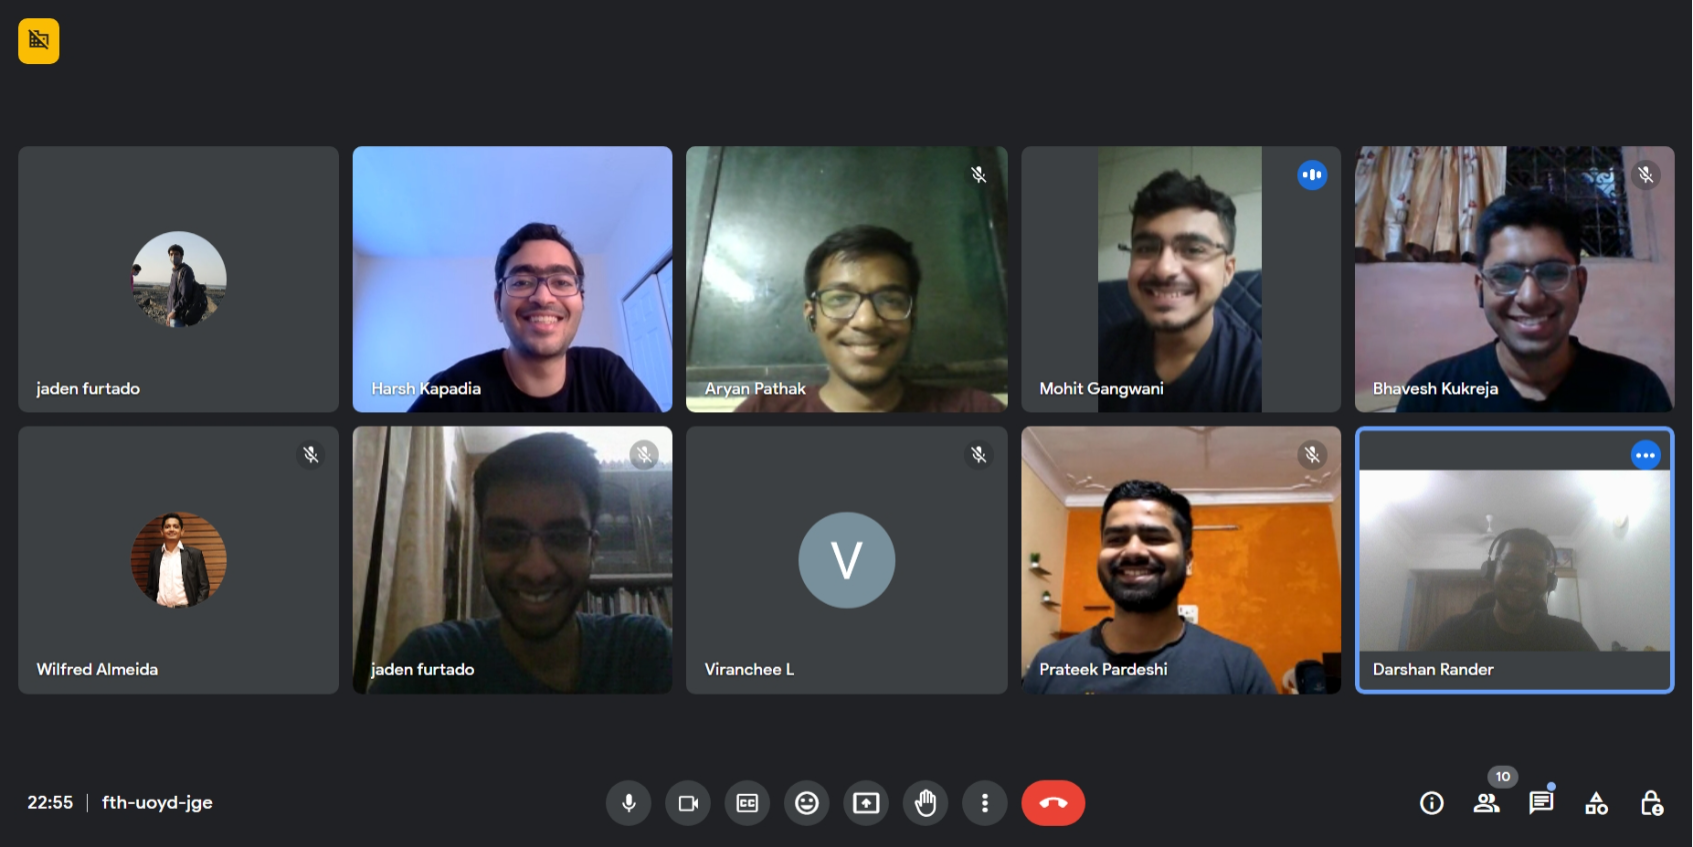 jaden furtado
Harsh Kapadia
Aryan Pathak
Mohit Gangwani
Bhavesh Kukreja
Wilfred Almeida
jaden furtado
V
Viranchee L
Prateek Pardeshi
Darshan Rander
22:55 | fth-uoyd-jge
CC
10